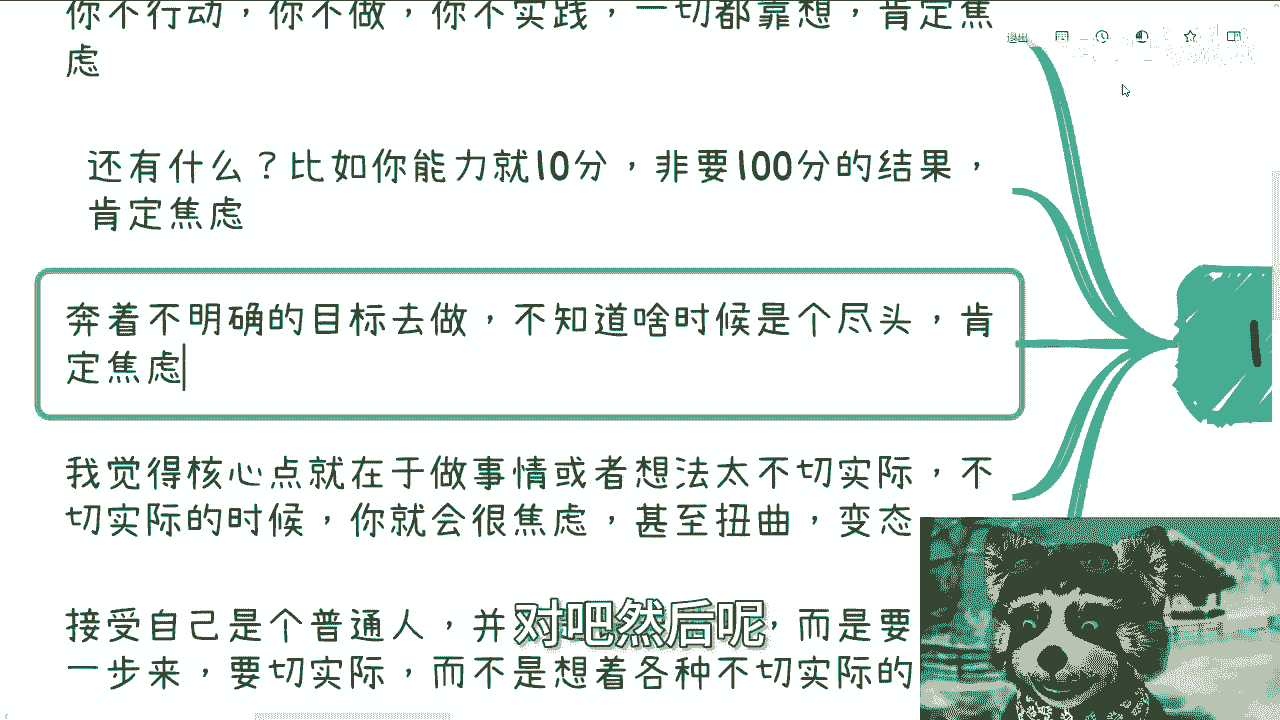 你不行动，你不做，你不实践，一切都靠想，肯定焦
虑
退出
还有什么？比如你能力就10分，非要100分的结果，
肯定焦虑
奔着不明确的目标去做，不知道啥时候是个尽头，肯
定焦虑
我觉得核心点就在于做事情或者想法太不切实际，不
切实际的时候，你就会很焦虑，甚至扭曲，变态
接受自己是个普通人，并
，而是要
对吧然后呢
一步来，要切实际，而不是想着各种不切实际的
1